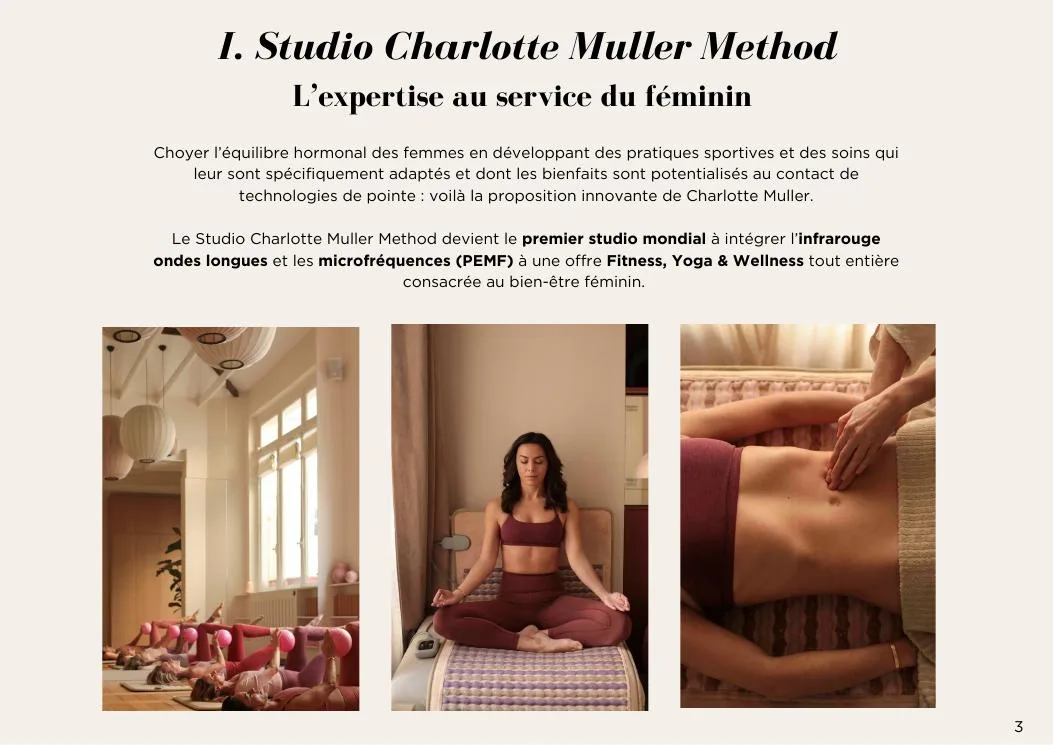 I. Studio Charlotte Muller Method
L’expertise au service du féminin
Choyer l’équilibre hormonal des femmes en développant des pratiques sportives et des soins qui
leur sont spécifiquement adaptés et dont les bienfaits sont potentialisés au contact de
technologies de pointe : voilà la proposition innovante de Charlotte Muller.
Le Studio Charlotte Muller Method devient le premier studio mondial à intégrer l’infrarouge
ondes longues et les microfréquences (PEMF) à une offre Fitness, Yoga & Wellness tout entière
consacrée au bien-être féminin.
3